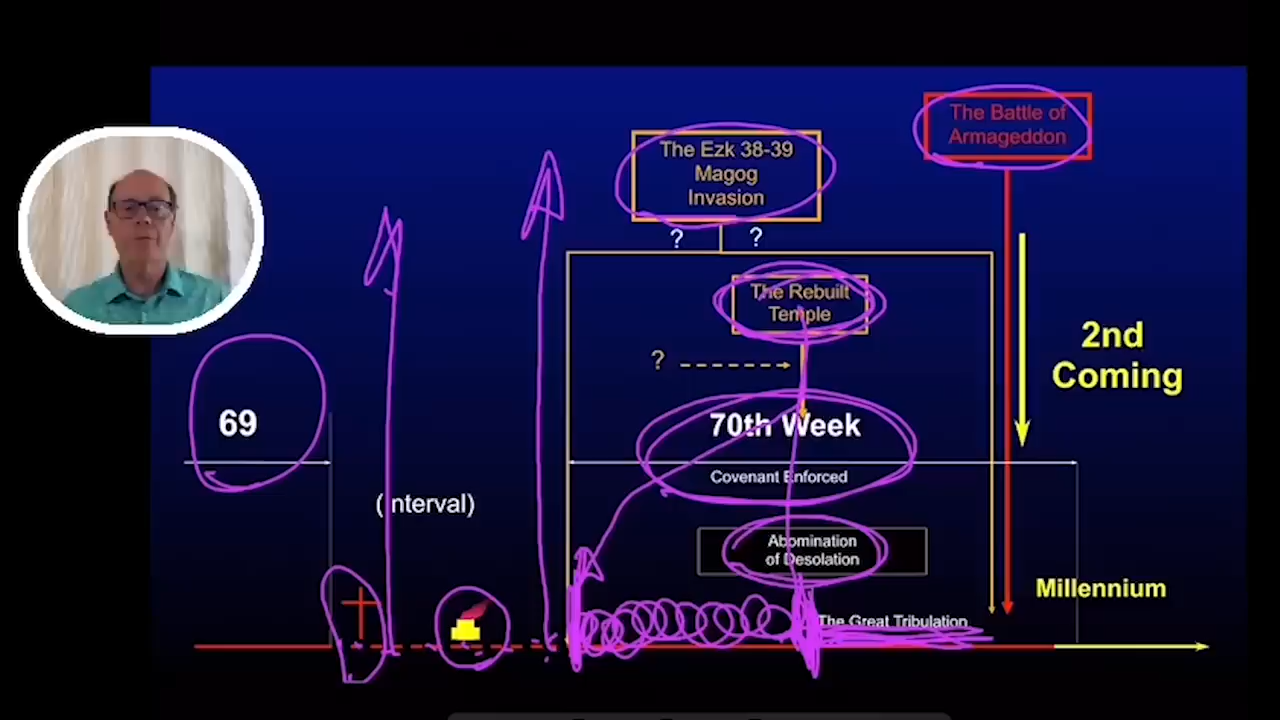 The Battle of
Armageddon
The Ezk 38-39
Magog
Invasion
? ?
The Rebuilt
Temple
?
2nd
Coming
69
70th Week
Covenant Enforced
(Interval)
Abomination
of Desolation
Millennium
The Great Tribulation